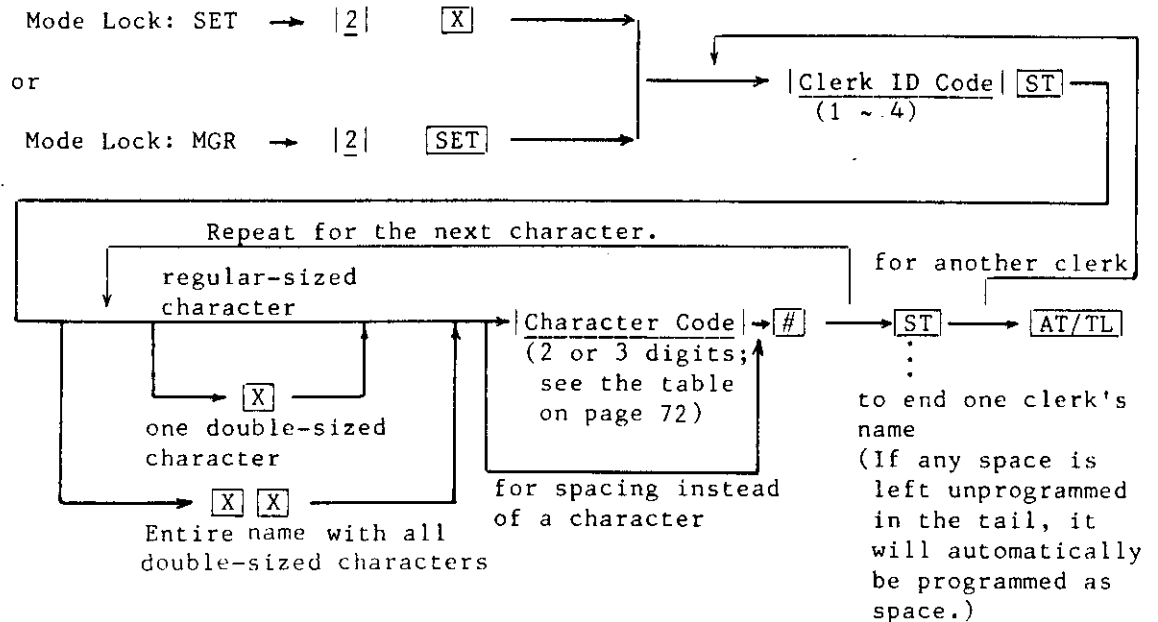 Mode Lock: SET → |2| [X]
or
|Clerk ID Code| [ST]
(1 ~ 4)
Mode Lock: MGR → |2| [SET]
Repeat for the next character.
for another clerk
regular-sized
character
|Character Code| → [#] → [ST] → [AT/TL]
(2 or 3 digits;
see the table
on page 72)
[X]
one double-sized
character
[X] [X]
Entire name with all
double-sized characters
for spacing instead
of a character
to end one clerk's
name
(If any space is
left unprogrammed
in the tail, it
will automatically
be programmed as
space.)